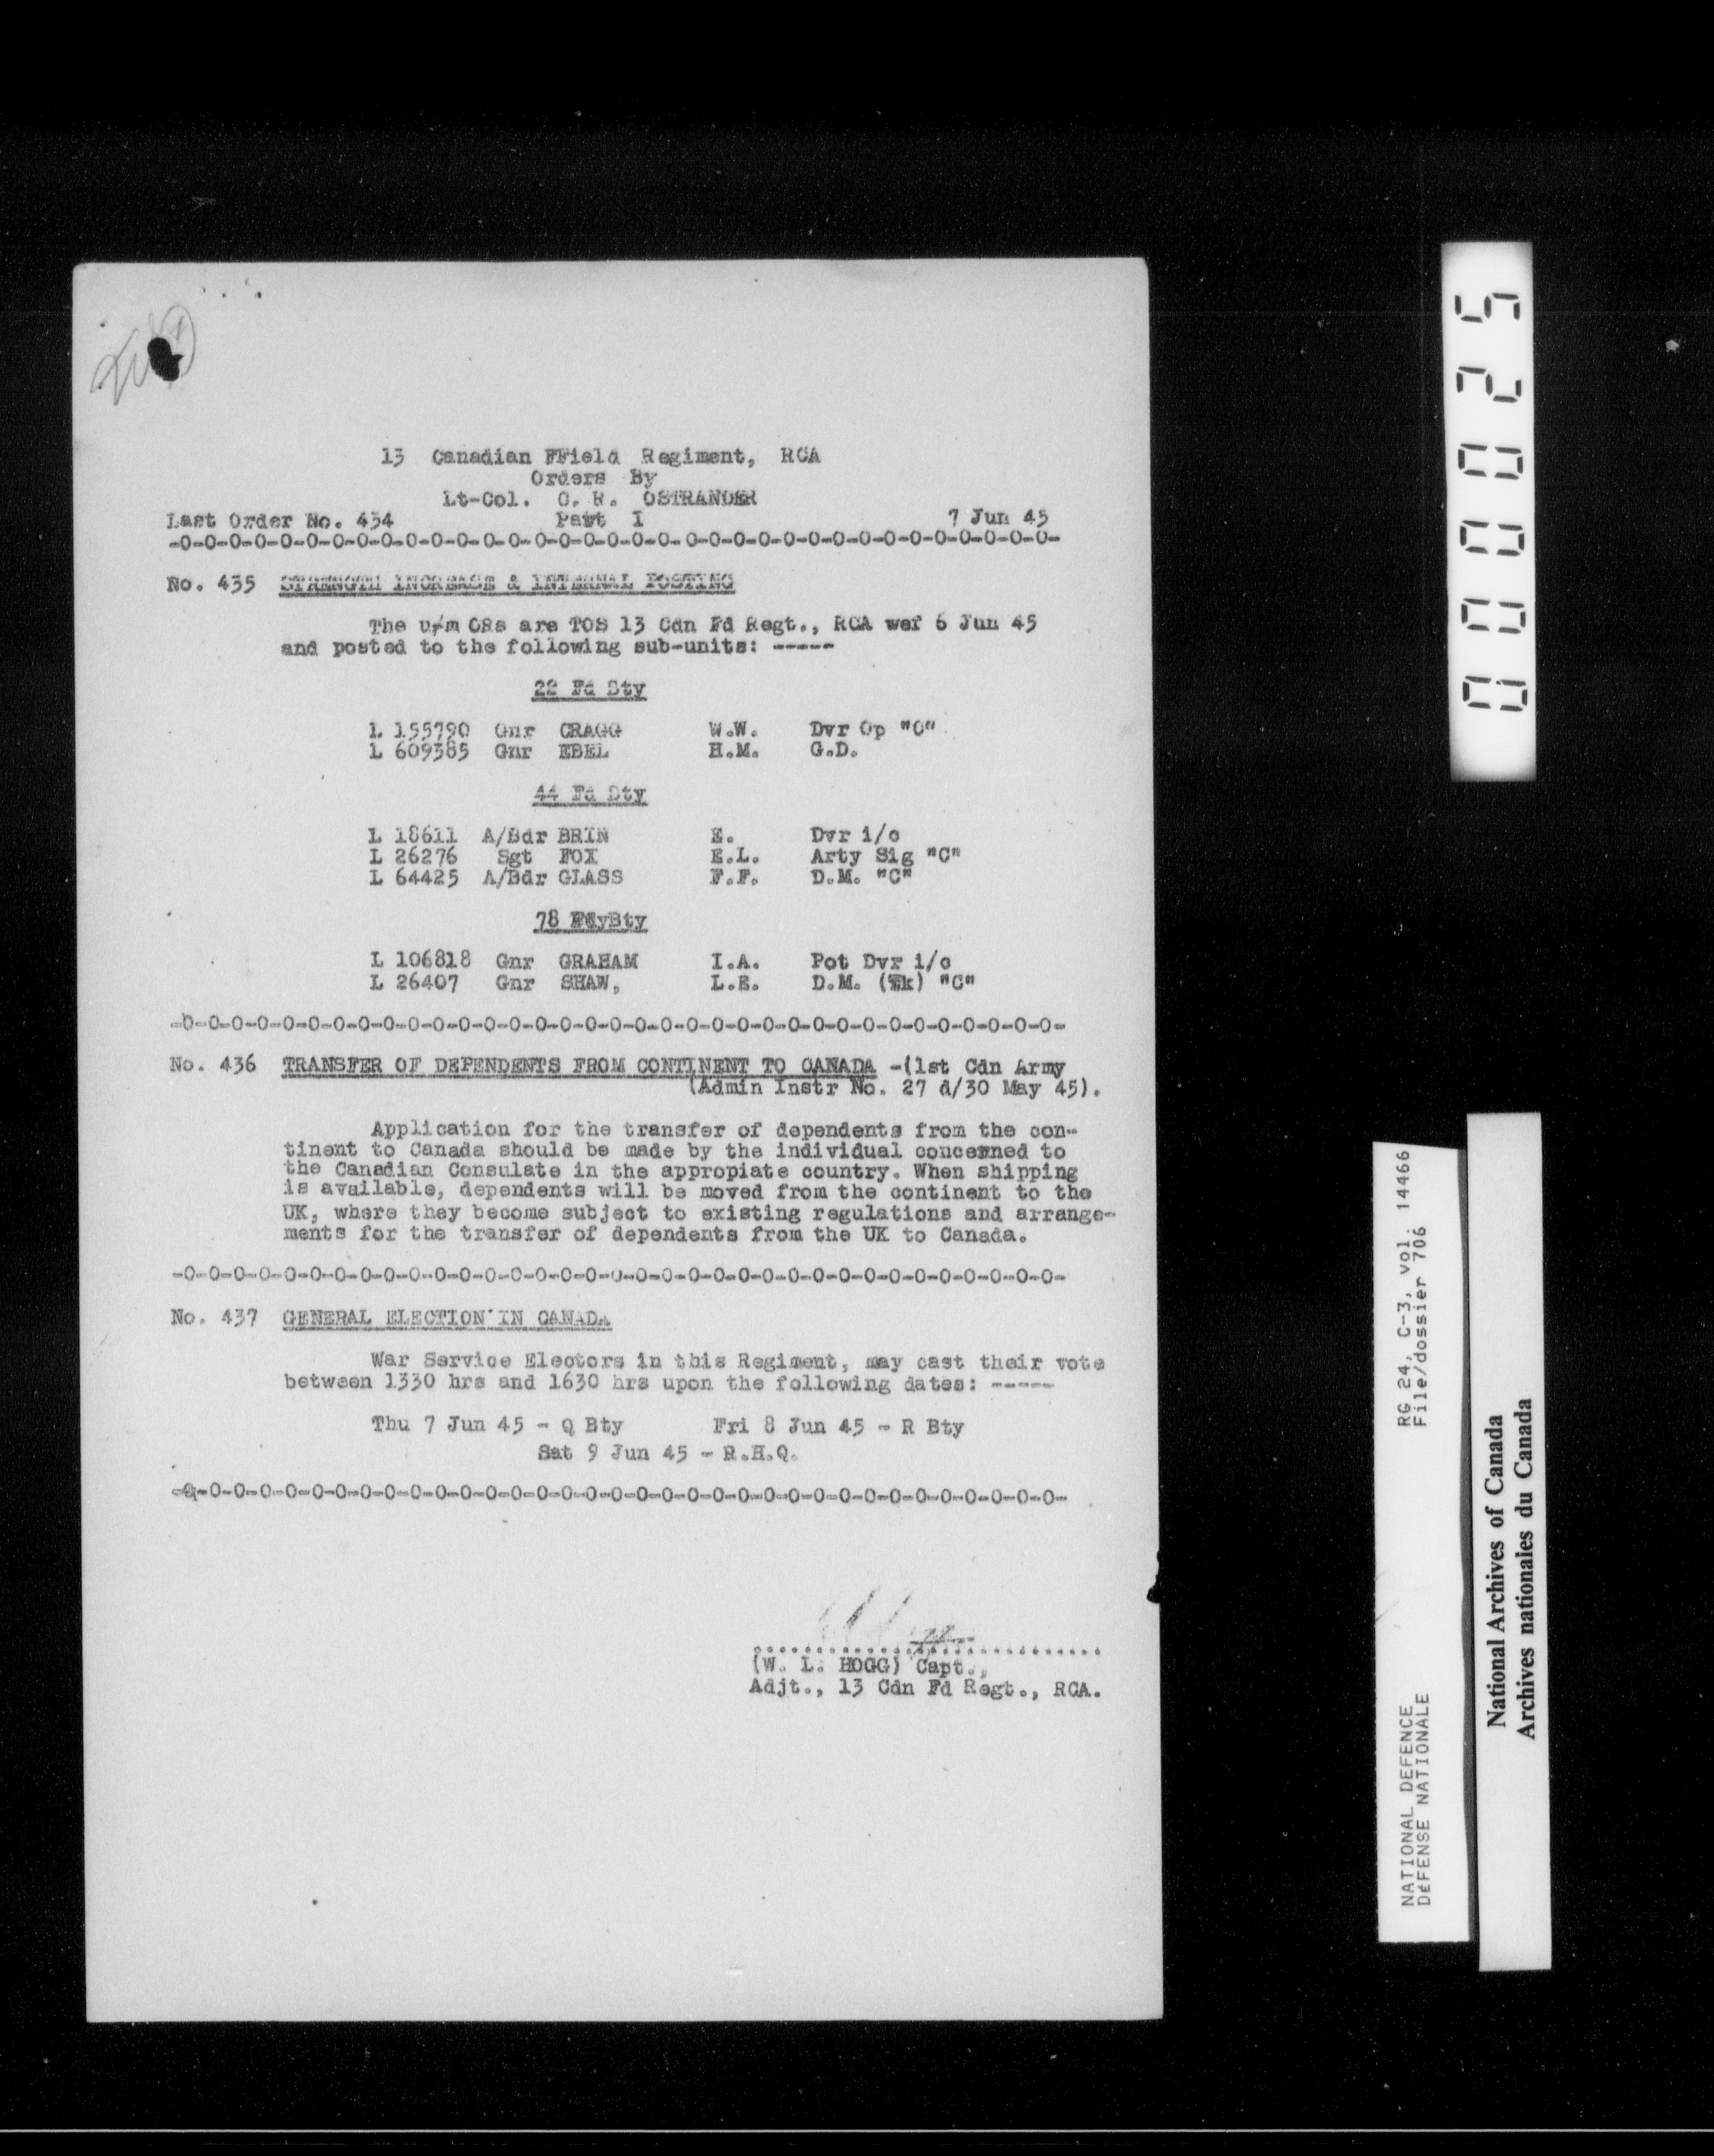 13 Canadian FField Regiment, RCA
Orders By
Lt-Col. C. R. OSTRANDER
Last Order No. 434 Part I 7 Jun 45
-0-0-0-0-0-0-0-0-0-0-0-0-0-0-0-0-0-0-0-0-0-0-0-0-0-0-0-0-0-0-0-0-0-0-0-
No. 435 STRENGTH INCREASE & INTERNAL POSTING
The u/m ORs are TOS 13 Cdn Fd Regt., RCA wef 6 Jun 45
and posted to the following sub-units: -----
22 Fd Bty
L 155790 Gnr CRAGG W.W. Dvr Op "C"
L 609385 Gnr EBEL H.M. G.D.
44 Fd Bty
L 18611 A/Bdr BRIN E. Dvr i/c
L 26276 Sgt FOX E.L. Arty Sig "C"
L 64425 A/Bdr GLASS F.F. D.M. "C"
78 Bty
L 106818 Gnr GRAHAM I.A. Pot Dvr i/c
L 26407 Gnr SHAW, L.E. D.M. (Tk) "C"
-0-0-0-0-0-0-0-0-0-0-0-0-0-0-0-0-0-0-0-0-0-0-0-0-0-0-0-0-0-0-0-0-0-0-0-
No. 436 TRANSFER OF DEPENDENTS FROM CONTINENT TO CANADA -(1st Cdn Army
(Admin Instr No. 27 d/30 May 45).
Application for the transfer of dependents from the con-
tinent to Canada should be made by the individual concerned to
the Canadian Consulate in the appropiate country. When shipping
is available, dependents will be moved from the continent to the
UK, where they become subject to existing regulations and arrange-
ments for the transfer of dependents from the UK to Canada.
-0-0-0-0-0-0-0-0-0-0-0-0-0-0-0-0-0-0-0-0-0-0-0-0-0-0-0-0-0-0-0-0-0-0-0-
No. 437 GENERAL ELECTION IN CANADA
War Service Electors in this Regiment, may cast their vote
between 1330 hrs and 1630 hrs upon the following dates: -----
Thu 7 Jun 45 - Q Bty Fri 8 Jun 45 - R Bty
Sat 9 Jun 45 - R.H.Q.
-0-0-0-0-0-0-0-0-0-0-0-0-0-0-0-0-0-0-0-0-0-0-0-0-0-0-0-0-0-0-0-0-0-0-0-
(W. L. HOGG) Capt.,
Adjt., 13 Cdn Fd Regt., RCA.
000025
RG 24, C-3, vol. 14466
File/dossier 706
NATIONAL DEFENCE
DÉFENSE NATIONALE
National Archives of Canada
Archives nationales du Canada